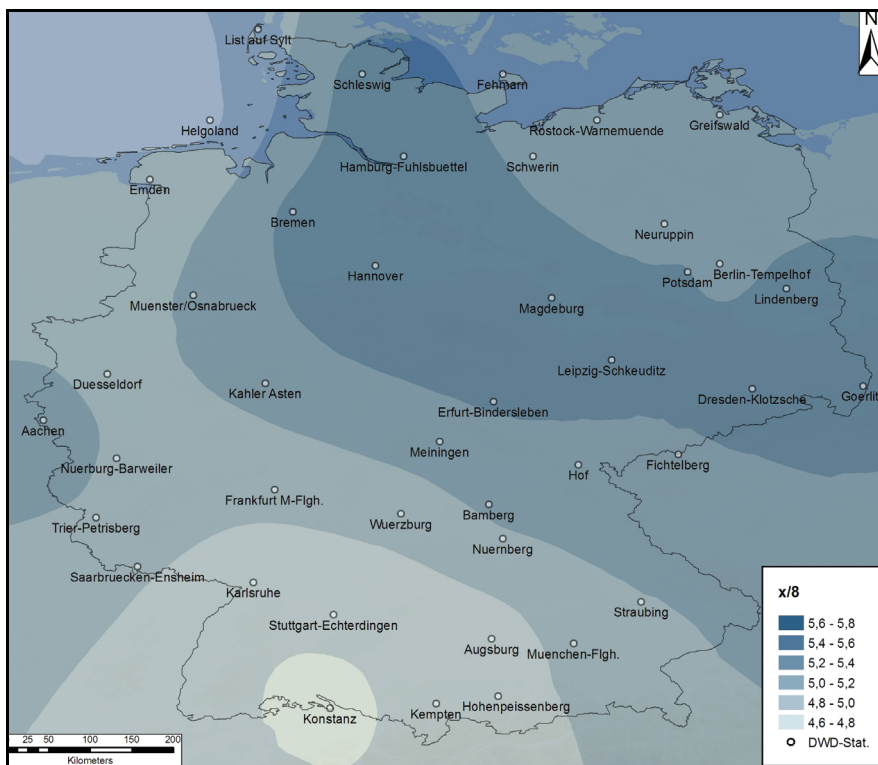 N
List auf Sylt
Schleswig
Fehmarn
Helgoland
Rostock-Warnemuende
Greifswald
Hamburg-Fuhlsbuettel
Schwerin
Emden
Bremen
Neuruppin
Hannover
Potsdam
Berlin-Tempelhof
Muenster/Osnabrueck
Magdeburg
Lindenberg
Leipzig-Schkeuditz
Duesseldorf
Kahler Asten
Dresden-Klotzsche
Goerlit
Erfurt-Bindersleben
Aachen
Meiningen
Nuerburg-Barweiler
Hof
Fichtelberg
Frankfurt M-Flgh.
Wuerzburg
Bamberg
Trier-Petrisberg
Nuernberg
Saarbruecken-Ensheim
Karlsruhe
Straubing
Stuttgart-Echterdingen
Augsburg
Muenchen-Flgh.
Hohenpeissenberg
Konstanz
Kempten
x/8
5,6 - 5,8
5,4 - 5,6
5,2 - 5,4
5,0 - 5,2
4,8 - 5,0
4,6 - 4,8
DWD-Stat.
25 50 100 150 200
Kilometers